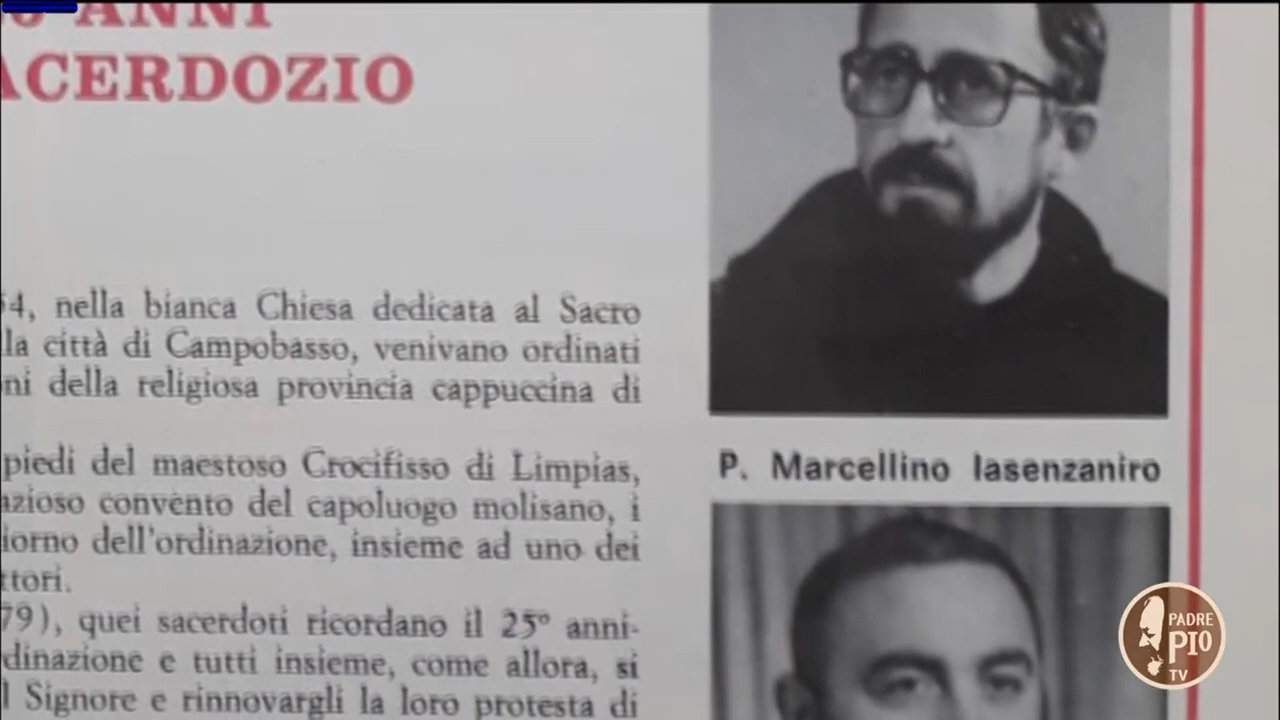 ANNI
ACERDOZIO
54, nella bianca Chiesa dedicata al Sacro
lla città di Campobasso, venivano ordinati
ni della religiosa provincia cappuccina di
piedi del maestoso Crocifisso di Limpias,
azioso convento del capoluogo molisano, i
iorno dell'ordinazione, insieme ad uno dei
ttori.
79), quei sacerdoti ricordano il 25° anni-
dinazione e tutti insieme, come allora, si
l Signore e rinnovargli la loro protesta di
P. Marcellino Iasenzaniro
PADRE
PIO
TV